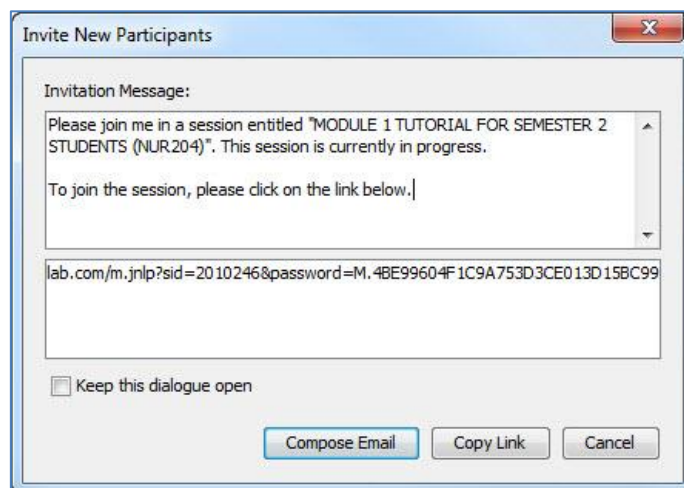 Invite New Participants
Invitation Message:
Please join me in a session entitled "MODULE 1 TUTORIAL FOR SEMESTER 2
STUDENTS (NUR204)". This session is currently in progress.
To join the session, please click on the link below.
lab.com/m.jnlp?sid=2010246&password=M.4BE99604F1C9A753D3CE013D15BC99
Keep this dialogue open
Compose Email Copy Link Cancel